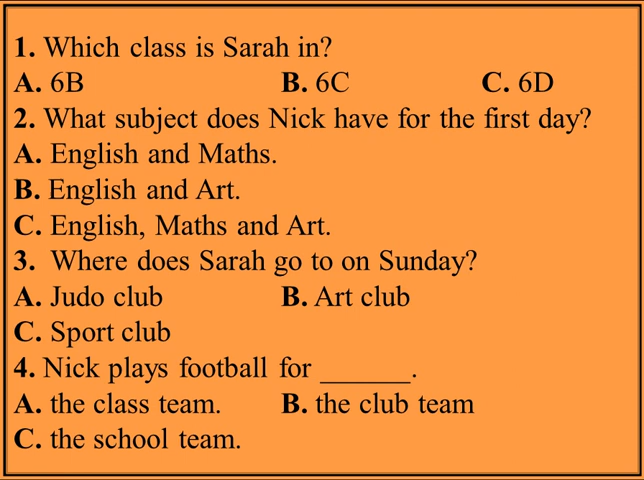 1. Which class is Sarah in?
A. 6B B. 6C C. 6D
2. What subject does Nick have for the first day?
A. English and Maths.
B. English and Art.
C. English, Maths and Art.
3. Where does Sarah go to on Sunday?
A. Judo club B. Art club
C. Sport club
4. Nick plays football for ______.
A. the class team. B. the club team
C. the school team.